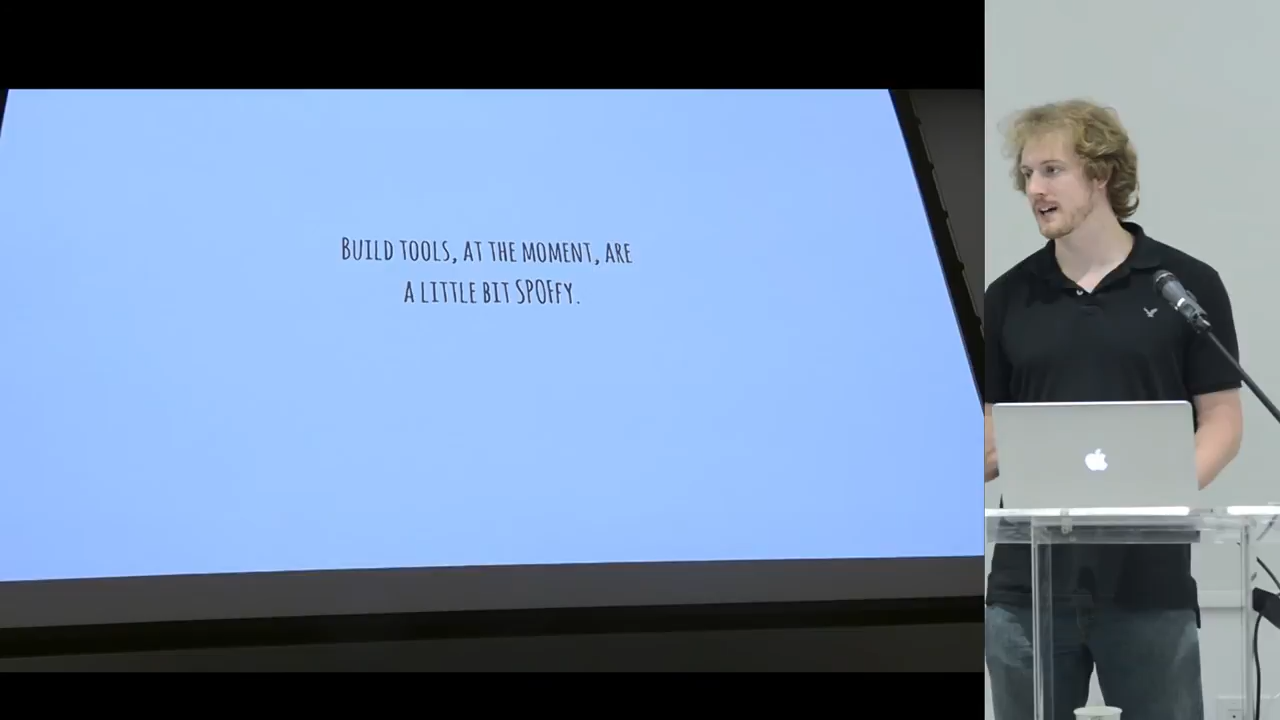 Build tools, at the moment, are
a little bit SPOFfy.